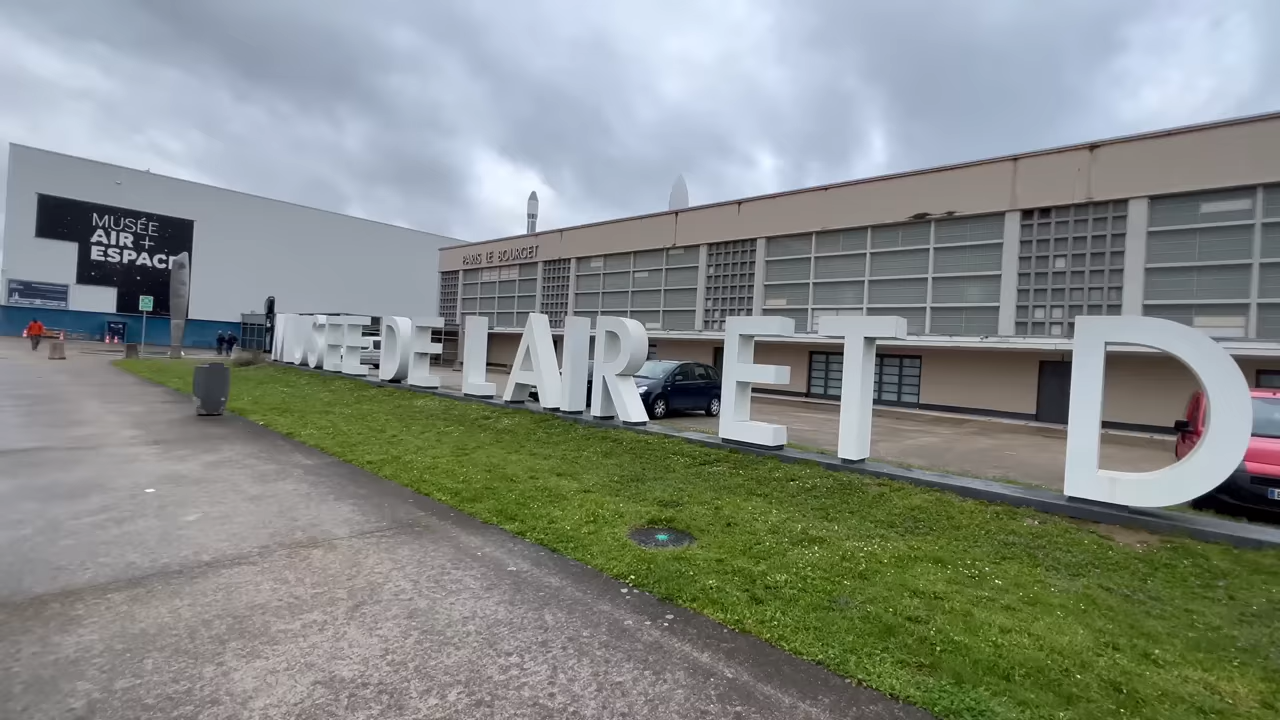 MUSÉE
AIR +
ESPACE
PARIS LE BOURGET
MUSEE DE L AIR ET D